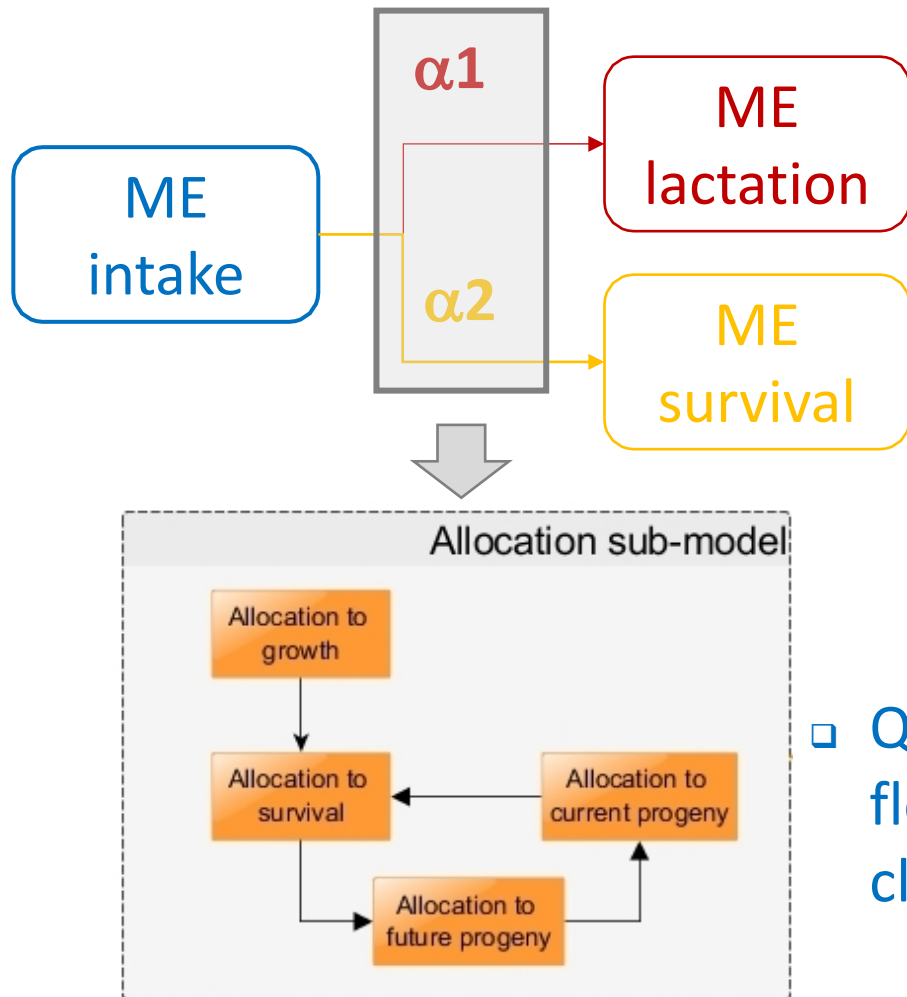 α1
ME
lactation
ME
intake
α2
ME
survival
Allocation sub-model
Allocation to
growth
Allocation to
survival
Allocation to
current progeny
Allocation to
future progeny